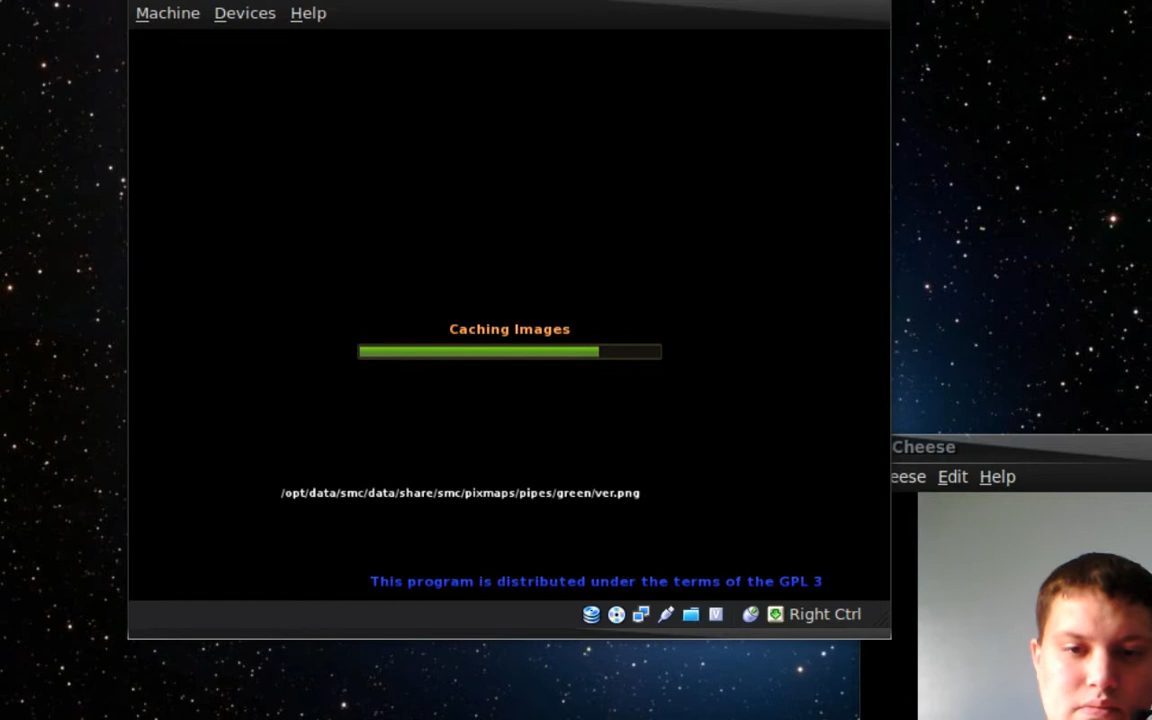 Machine Devices Help
Caching Images
/opt/data/smc/data/share/smc/pixmaps/pipes/green/ver.png
This program is distributed under the terms of the GPL 3
V Right Ctrl
Cheese
eese Edit Help